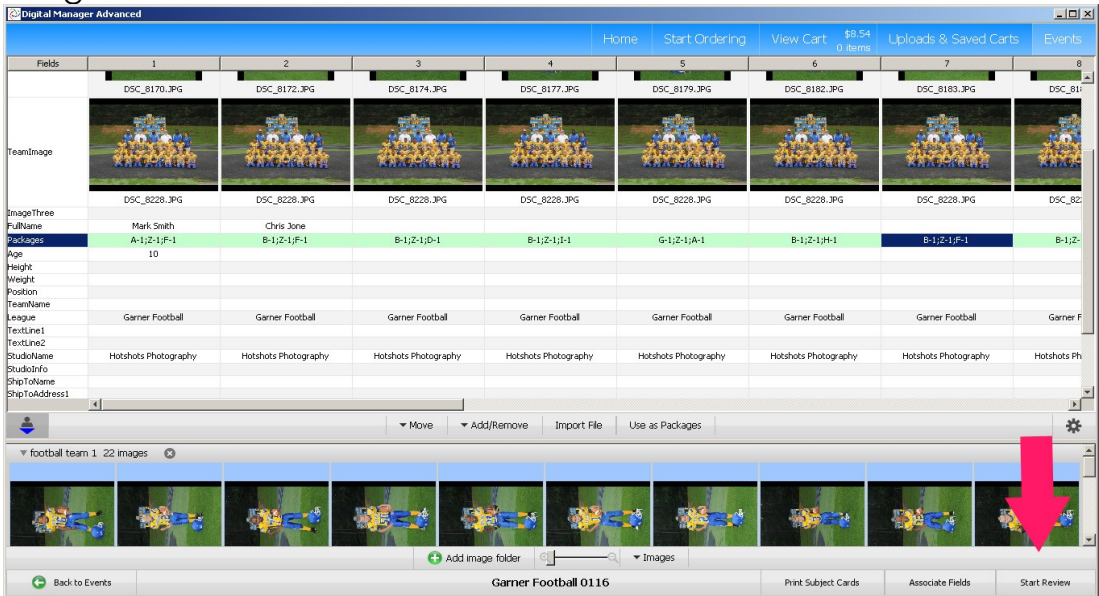 Digital Manager Advanced
Home Start Ordering View Cart $8.54 0 items Uploads & Saved Carts Events
Fields 1 2 3 4 5 6 7 8
DSC_8170.JPG DSC_8172.JPG DSC_8174.JPG DSC_8177.JPG DSC_8179.JPG DSC_8182.JPG DSC_8183.JPG DSC_818
TeamImage
DSC_8228.JPG DSC_8228.JPG DSC_8228.JPG DSC_8228.JPG DSC_8228.JPG DSC_8228.JPG DSC_8228.JPG DSC_82
ImageThree
FullName Mark Smith Chris Jone
Packages A-1;Z-1;F-1 B-1;Z-1;F-1 B-1;Z-1;D-1 B-1;Z-1;I-1 G-1;Z-1;A-1 B-1;Z-1;H-1 B-1;Z-1;F-1 B-1;Z-
Age 10
Height
Weight
Position
TeamName
League Garner Football Garner Football Garner Football Garner Football Garner Football Garner Football Garner Football Garner F
TextLine1
TextLine2
StudioName Hotshots Photography Hotshots Photography Hotshots Photography Hotshots Photography Hotshots Photography Hotshots Photography Hotshots Photography Hotshots Ph
StudioInfo
ShipToName
ShipToAddress1
Move Add/Remove Import File Use as Packages
football team 1 22 images
Add image folder Images
Back to Events Garner Football 0116 Print Subject Cards Associate Fields Start Review